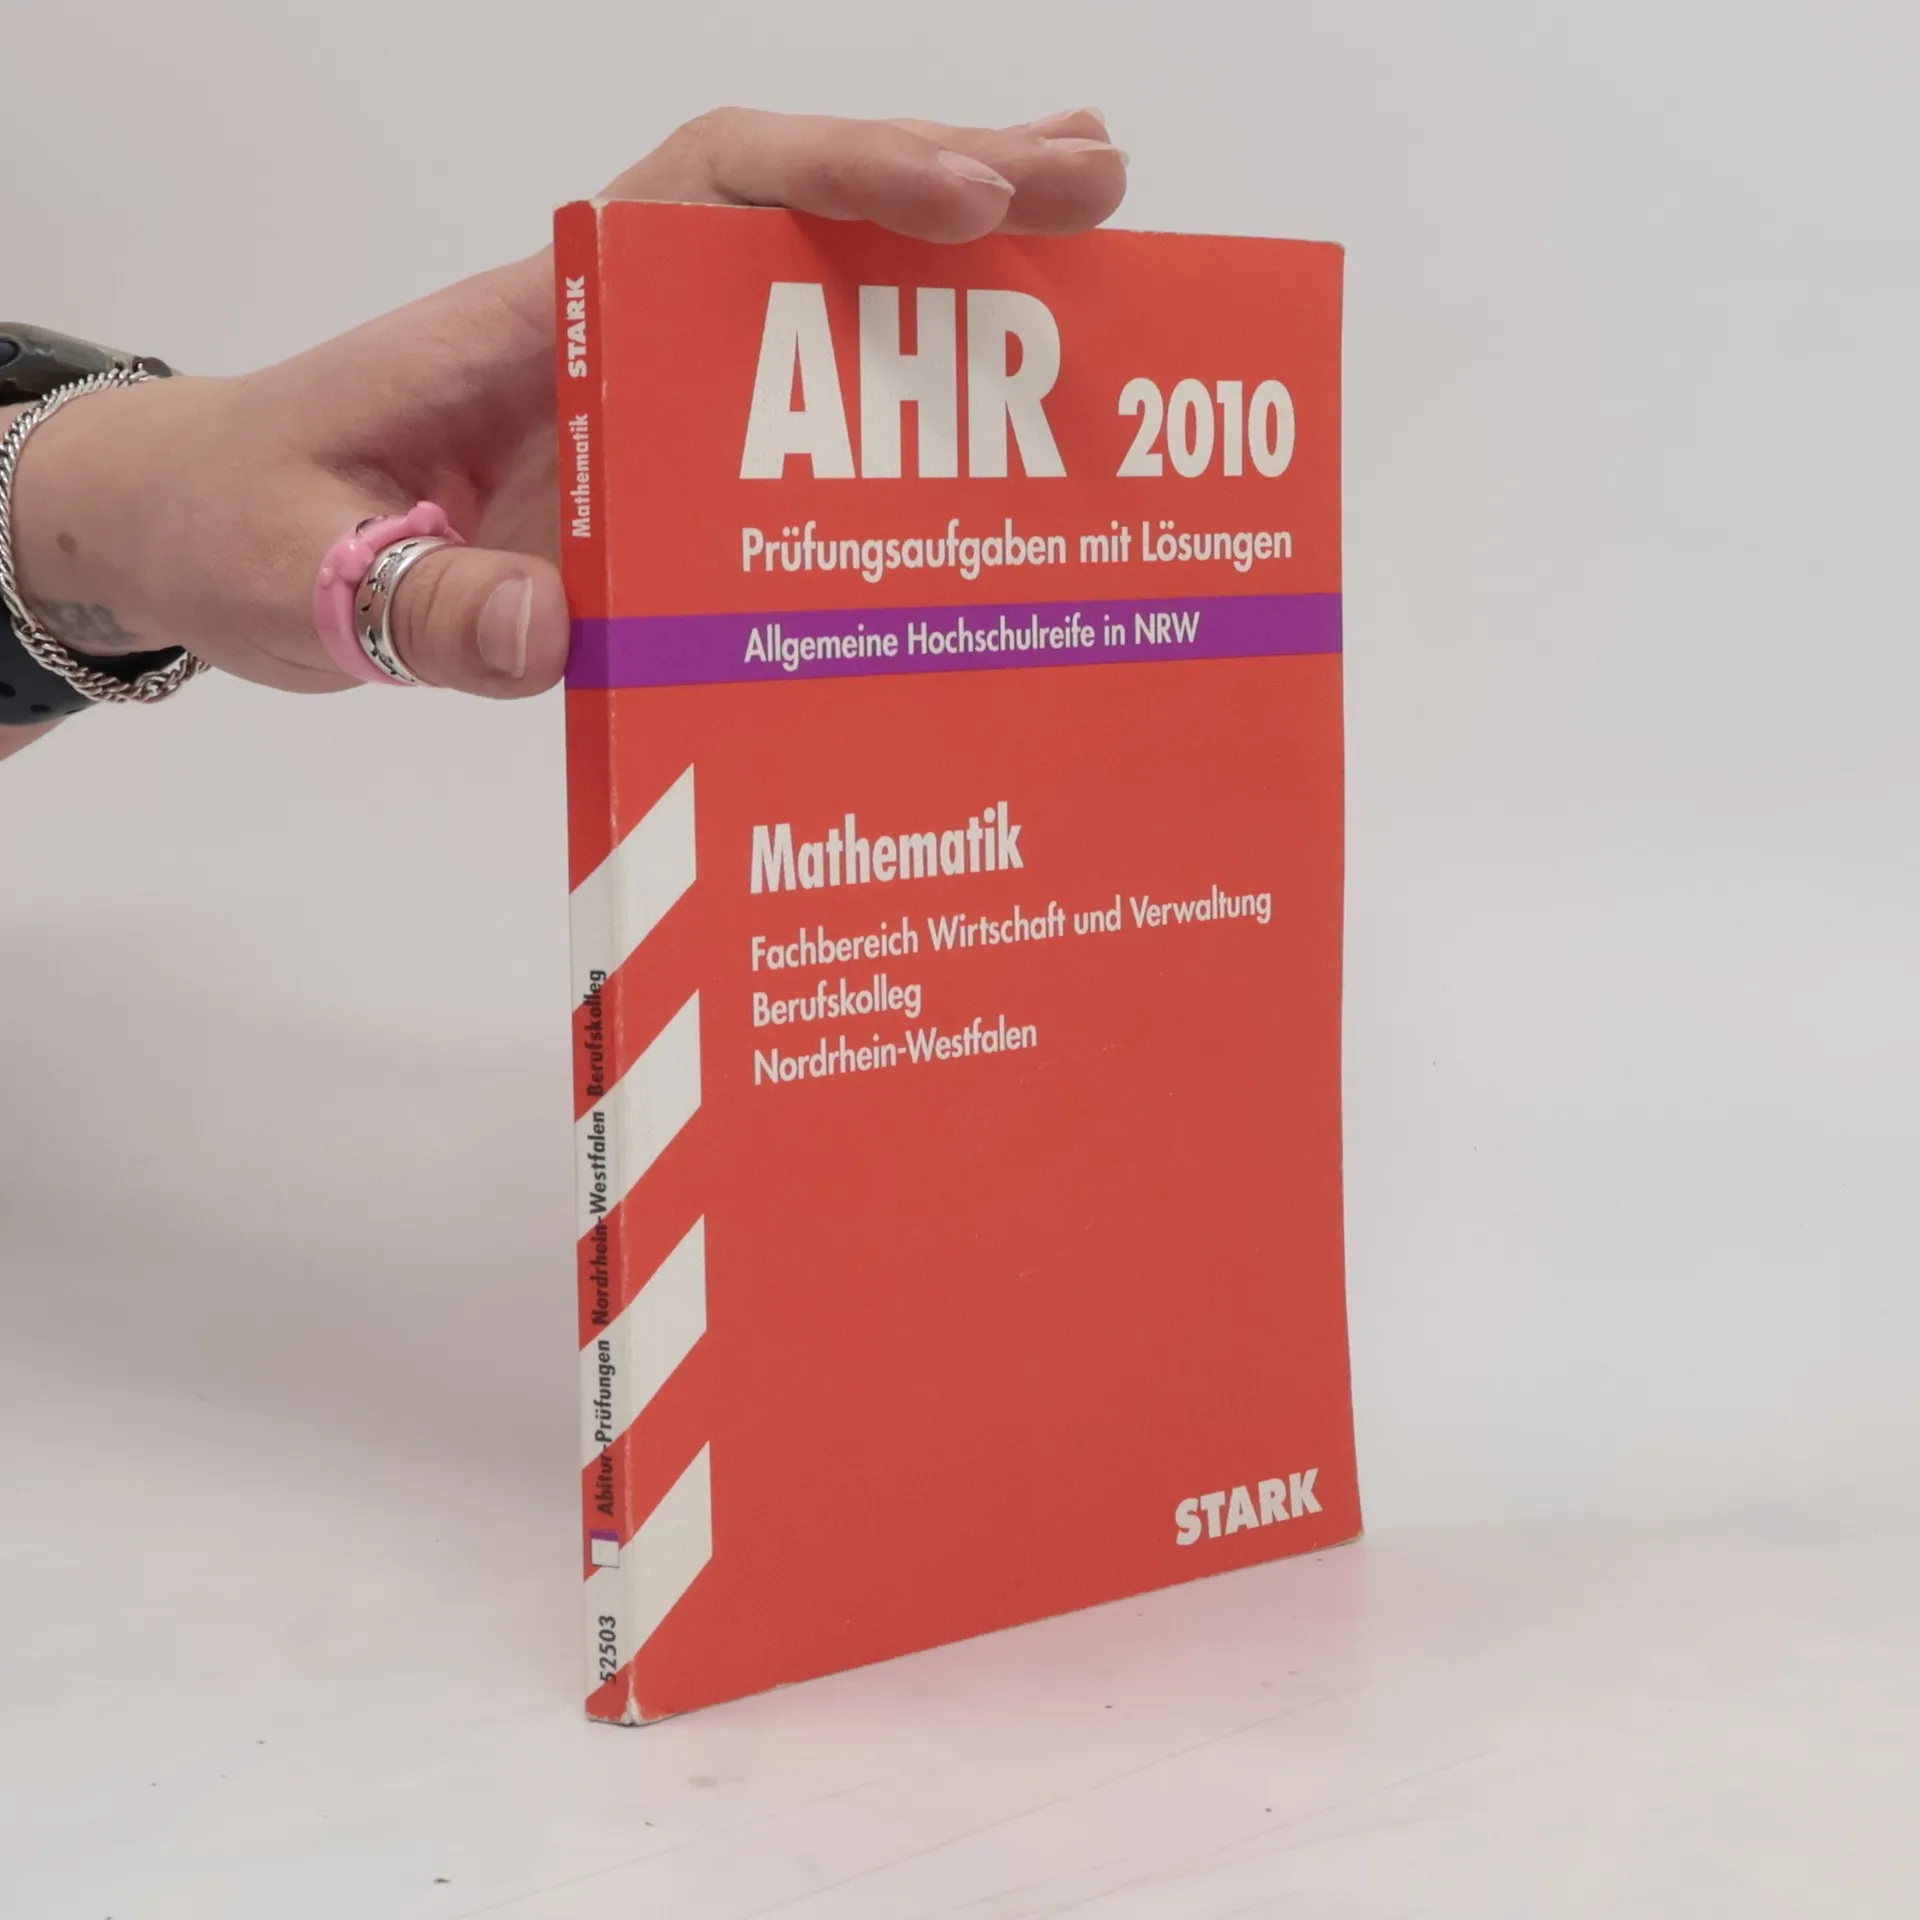 AHR 2010
Prüfungsaufgaben mit Lösungen
Allgemeine Hochschulreife in NRW
Mathematik
Fachbereich Wirtschaft und Verwaltung
Berufskolleg
Nordrhein-Westfalen
STARK
52503 Abitur-Prüfungen Nordrhein-Westfalen Berufskolleg Mathematik STARK